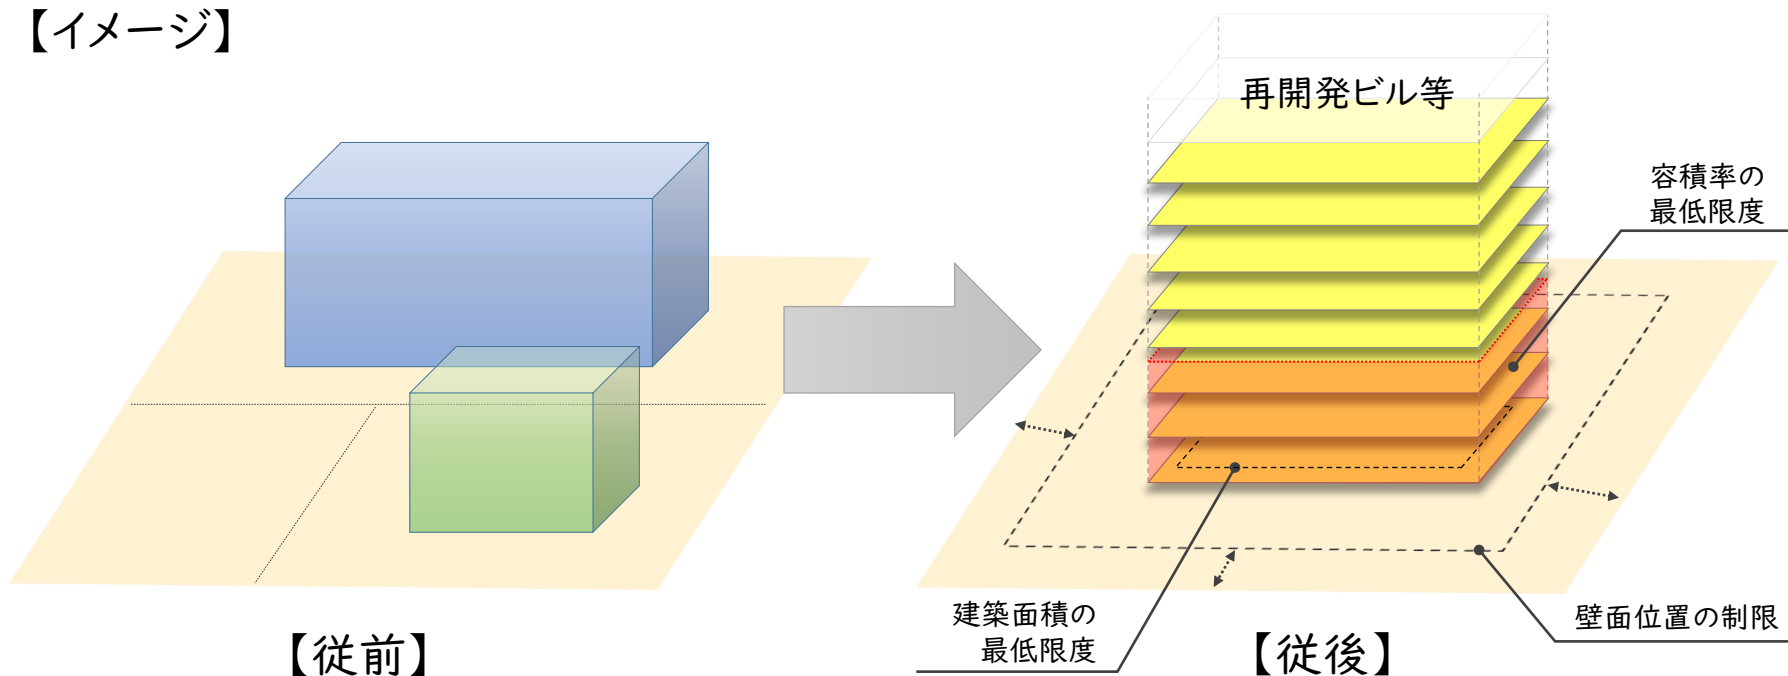 【イメージ】
再開発ビル等
容積率の
最低限度
建築面積の
最低限度
壁面位置の制限
【従前】
【従後】